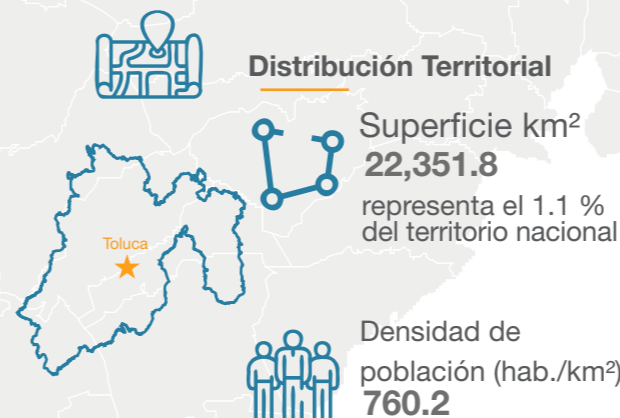 Distribución Territorial
Superficie km²
22,351.8
representa el 1.1 %
del territorio nacional
Toluca
Densidad de
población (hab./km²)
760.2